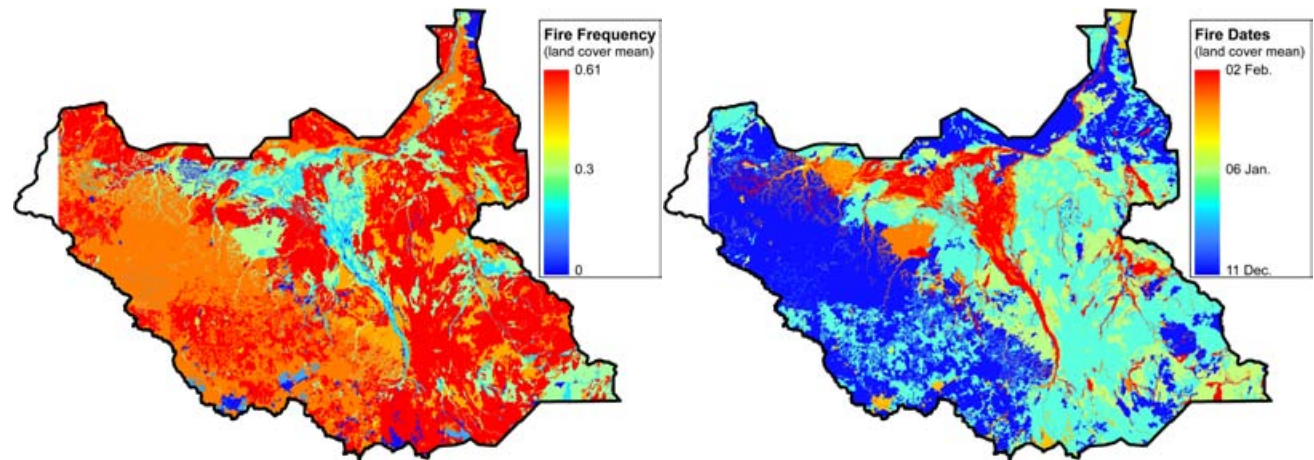 Fire Frequency
(land cover mean)
0.61
0.3
0
Fire Dates
(land cover mean)
02 Feb.
06 Jan.
11 Dec.